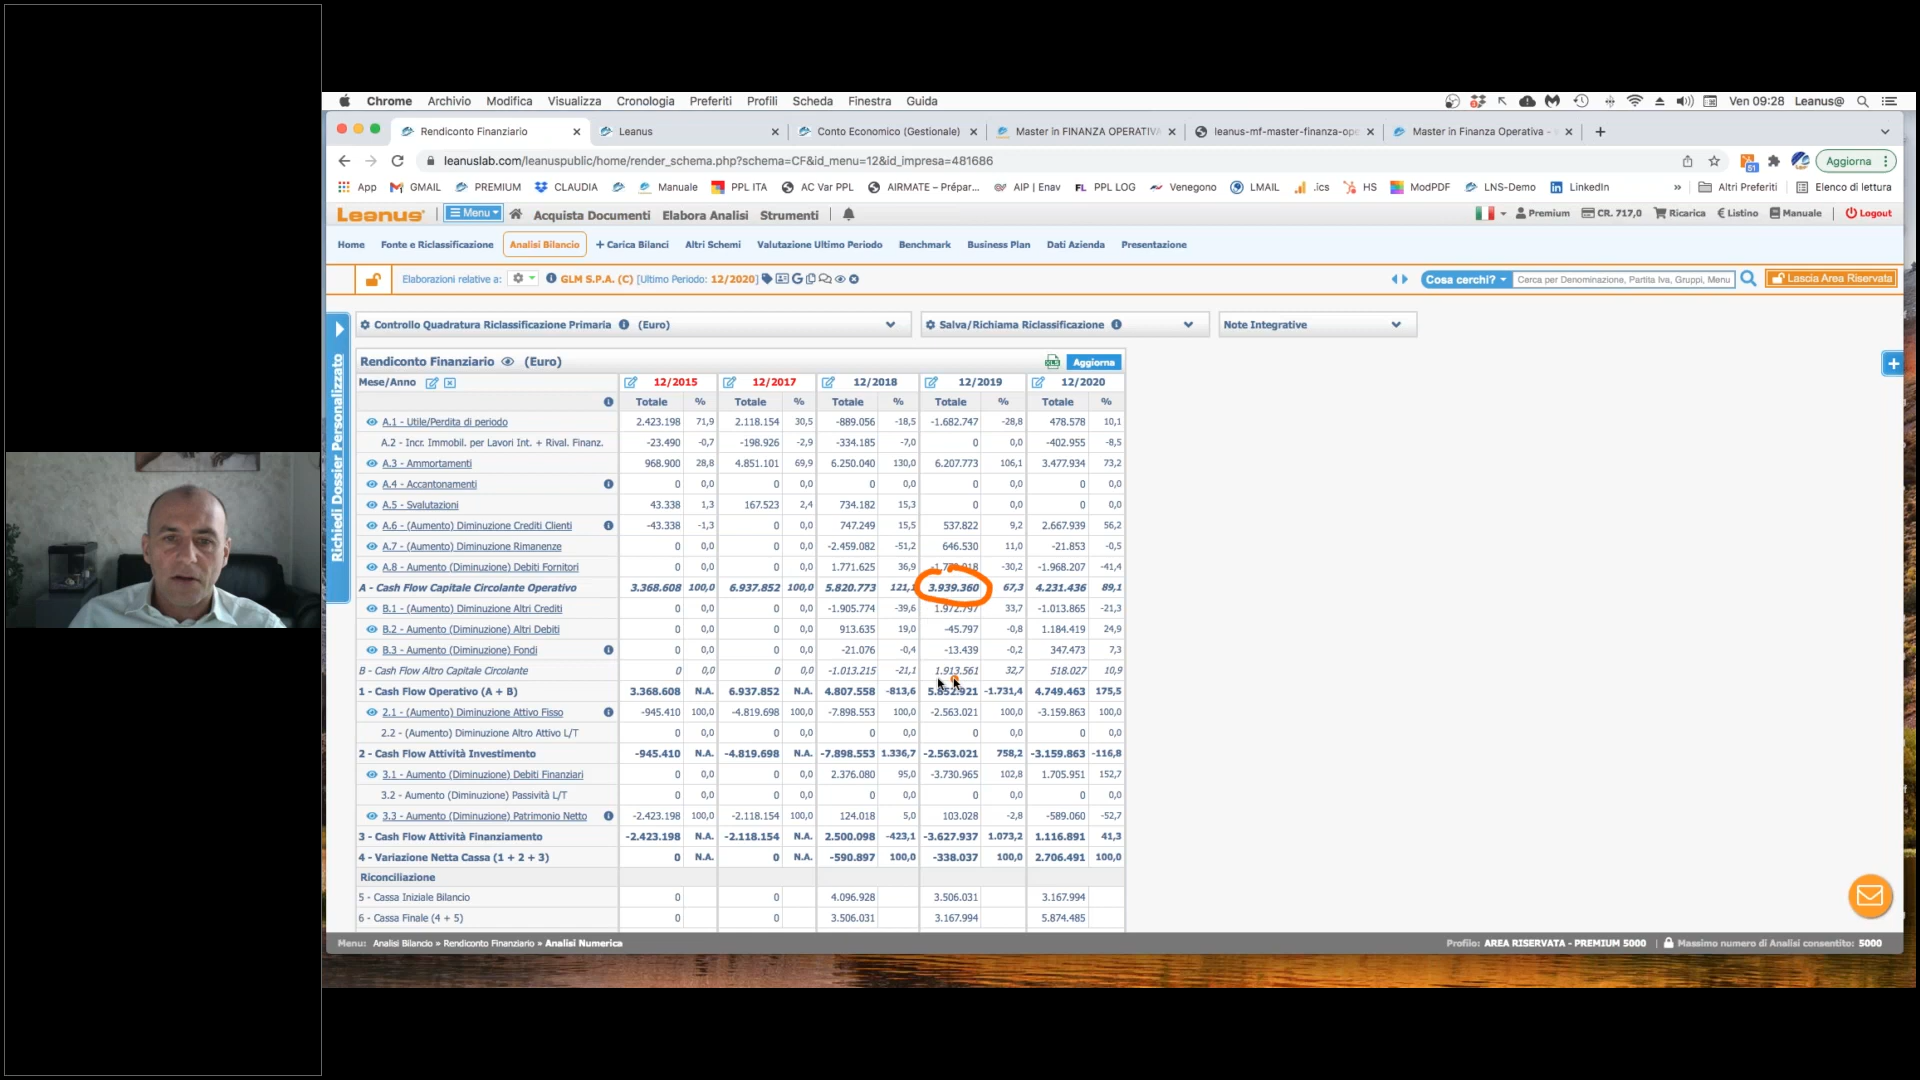 Chrome Archivio Modifica Visualizza Cronologia Preferiti Profili Scheda Finestra Guida Ven 09:28 Leanus@
Rendiconto Finanziario Leanus Conto Economico (Gestionale) Master in FINANZA OPERATIV leanus-mf-master-finanza-ope Master in Finanza Operativa -
leanuslab.com/leanuspublic/home/render_schema.php?schema=CF&id_menu=12&id_impresa=481686 51 Aggiorna
App GMAIL PREMIUM CLAUDIA Manuale PPL ITA AC Var PPL AIRMATE – Prépar... AIP | Enav FL PPL LOG Venegono LMAIL .ics HS ModPDF LNS-Demo LinkedIn » Altri Preferiti Elenco di lettura
Leanus Menu Acquista Documenti Elabora Analisi Strumenti Premium CR. 717,0 Ricarica € Listino Manuale Logout
Home Fonte e Riclassificazione Analisi Bilancio + Carica Bilanci Altri Schemi Valutazione Ultimo Periodo Benchmark Business Plan Dati Azienda Presentazione
Elaborazioni relative a: GLM S.P.A. (C) [Ultimo Periodo: 12/2020] Cosa cerchi? Cerca per Denominazione, Partita Iva, Gruppi, Menu Lascia Area Riservata
Controllo Quadratura Riclassificazione Primaria (Euro) Salva/Richiama Riclassificazione Note Integrative
Richiedi Dossier Personalizzato
Rendiconto Finanziario (Euro) XLS Aggiorna
Mese/Anno 12/2015 12/2017 12/2018 12/2019 12/2020
Totale % Totale % Totale % Totale % Totale %
A.1 - Utile/Perdita di periodo 2.423.198 71,9 2.118.154 30,5 -889.056 -18,5 -1.682.747 -28,8 478.578 10,1
A.2 - Incr. Immobil. per Lavori Int. + Rival. Finanz. -23.490 -0,7 -198.926 -2,9 -334.185 -7,0 0 0,0 -402.955 -8,5
A.3 - Ammortamenti 968.900 28,8 4.851.101 69,9 6.250.040 130,0 6.207.773 106,1 3.477.934 73,2
A.4 - Accantonamenti 0 0,0 0 0,0 0 0,0 0 0,0 0 0,0
A.5 - Svalutazioni 43.338 1,3 167.523 2,4 734.182 15,3 0 0,0 0 0,0
A.6 - (Aumento) Diminuzione Crediti Clienti -43.338 -1,3 0 0,0 747.249 15,5 537.822 9,2 2.667.939 56,2
A.7 - (Aumento) Diminuzione Rimanenze 0 0,0 0 0,0 -2.459.082 -51,2 646.530 11,0 -21.853 -0,5
A.8 - Aumento (Diminuzione) Debiti Fornitori 0 0,0 0 0,0 1.771.625 36,9 -30,2 -1.968.207 -41,4
A - Cash Flow Capitale Circolante Operativo 3.368.608 100,0 6.937.852 100,0 5.820.773 121,1 3.939.360 67,3 4.231.436 89,1
B.1 - (Aumento) Diminuzione Altri Crediti 0 0,0 0 0,0 -1.905.774 -39,6 1.972.797 33,7 -1.013.865 -21,3
B.2 - Aumento (Diminuzione) Altri Debiti 0 0,0 0 0,0 913.635 19,0 -45.797 -0,8 1.184.419 24,9
B.3 - Aumento (Diminuzione) Fondi 0 0,0 0 0,0 -21.076 -0,4 -13.439 -0,2 347.473 7,3
B - Cash Flow Altro Capitale Circolante 0 0,0 0 0,0 -1.013.215 -21,1 1.913.561 32,7 518.027 10,9
1 - Cash Flow Operativo (A + B) 3.368.608 N.A. 6.937.852 N.A. 4.807.558 -813,6 5.852.921 -1.731,4 4.749.463 175,5
2.1 - (Aumento) Diminuzione Attivo Fisso -945.410 100,0 -4.819.698 100,0 -7.898.553 100,0 -2.563.021 100,0 -3.159.863 100,0
2.2 - (Aumento) Diminuzione Altro Attivo L/T 0 0,0 0 0,0 0 0,0 0 0,0 0 0,0
2 - Cash Flow Attività Investimento -945.410 N.A. -4.819.698 N.A. -7.898.553 1.336,7 -2.563.021 758,2 -3.159.863 -116,8
3.1 - Aumento (Diminuzione) Debiti Finanziari 0 0,0 0 0,0 2.376.080 95,0 -3.730.965 102,8 1.705.951 152,7
3.2 - Aumento (Diminuzione) Passività L/T 0 0,0 0 0,0 0 0,0 0 0,0 0 0,0
3.3 - Aumento (Diminuzione) Patrimonio Netto -2.423.198 100,0 -2.118.154 100,0 124.018 5,0 103.028 -2,8 -589.060 -52,7
3 - Cash Flow Attività Finanziamento -2.423.198 N.A. -2.118.154 N.A. 2.500.098 -423,1 -3.627.937 1.073,2 1.116.891 41,3
4 - Variazione Netta Cassa (1 + 2 + 3) 0 N.A. 0 N.A. -590.897 100,0 -338.037 100,0 2.706.491 100,0
Riconciliazione
5 - Cassa Iniziale Bilancio 0 0 4.096.928 3.506.031 3.167.994
6 - Cassa Finale (4 + 5) 0 0 3.506.031 3.167.994 5.874.485
Menu: Analisi Bilancio » Rendiconto Finanziario » Analisi Numerica Profilo: AREA RISERVATA - PREMIUM 5000 | Massimo numero di Analisi consentito: 5000